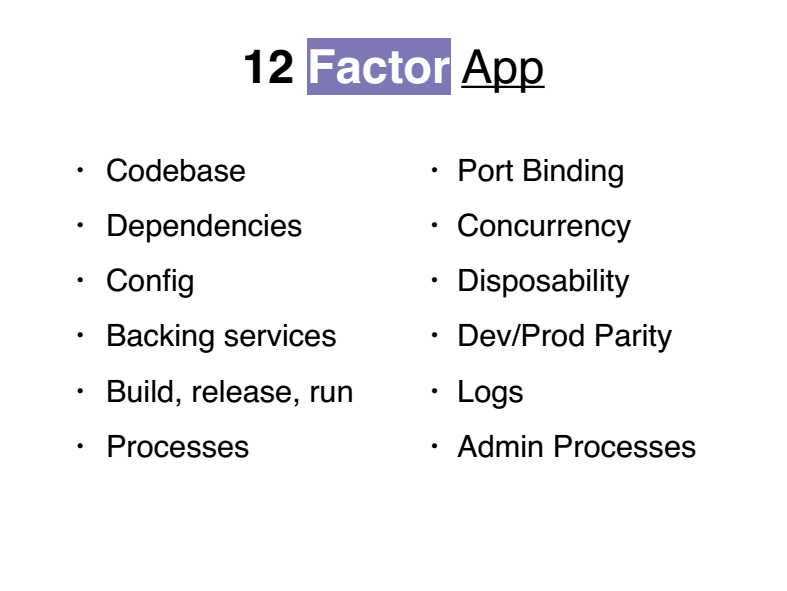 12 Factor App
• Codebase
• Dependencies
• Config
• Backing services
• Build, release, run
• Processes
• Port Binding
• Concurrency
• Disposability
• Dev/Prod Parity
• Logs
• Admin Processes